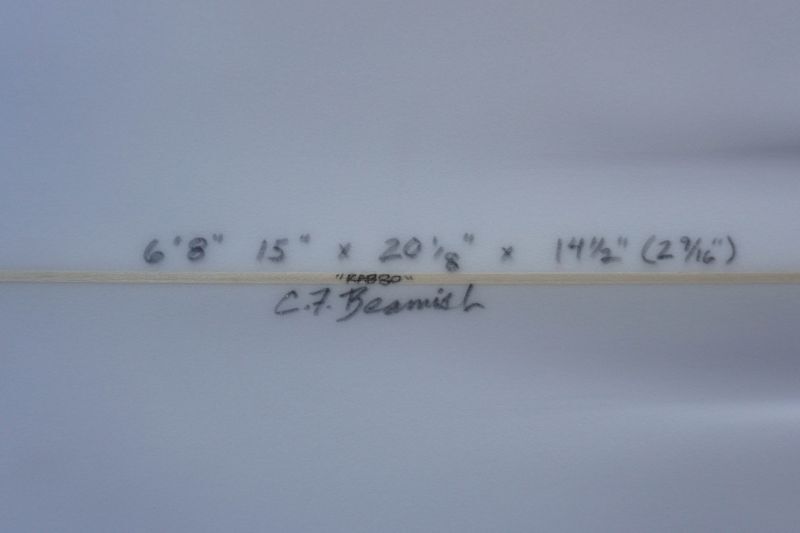 6'8" 15" x 20 1/8" x 14 1/2" (2 9/16")
"RABBO"
C.F. Beamish